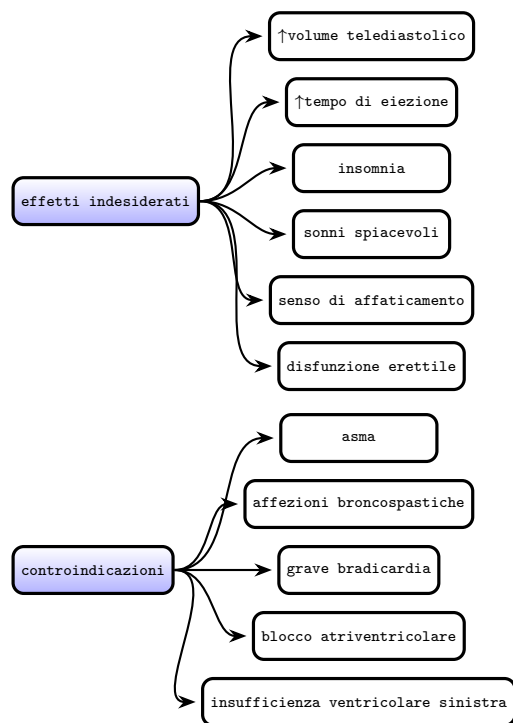 ↑volume telediastolico
↑tempo di eiezione
insomnia
effetti indesiderati
sonni spiacevoli
senso di affaticamento
disfunzione erettile
asma
affezioni broncospastiche
controindicazioni
grave bradicardia
blocco atriventricolare
insufficienza ventricolare sinistra